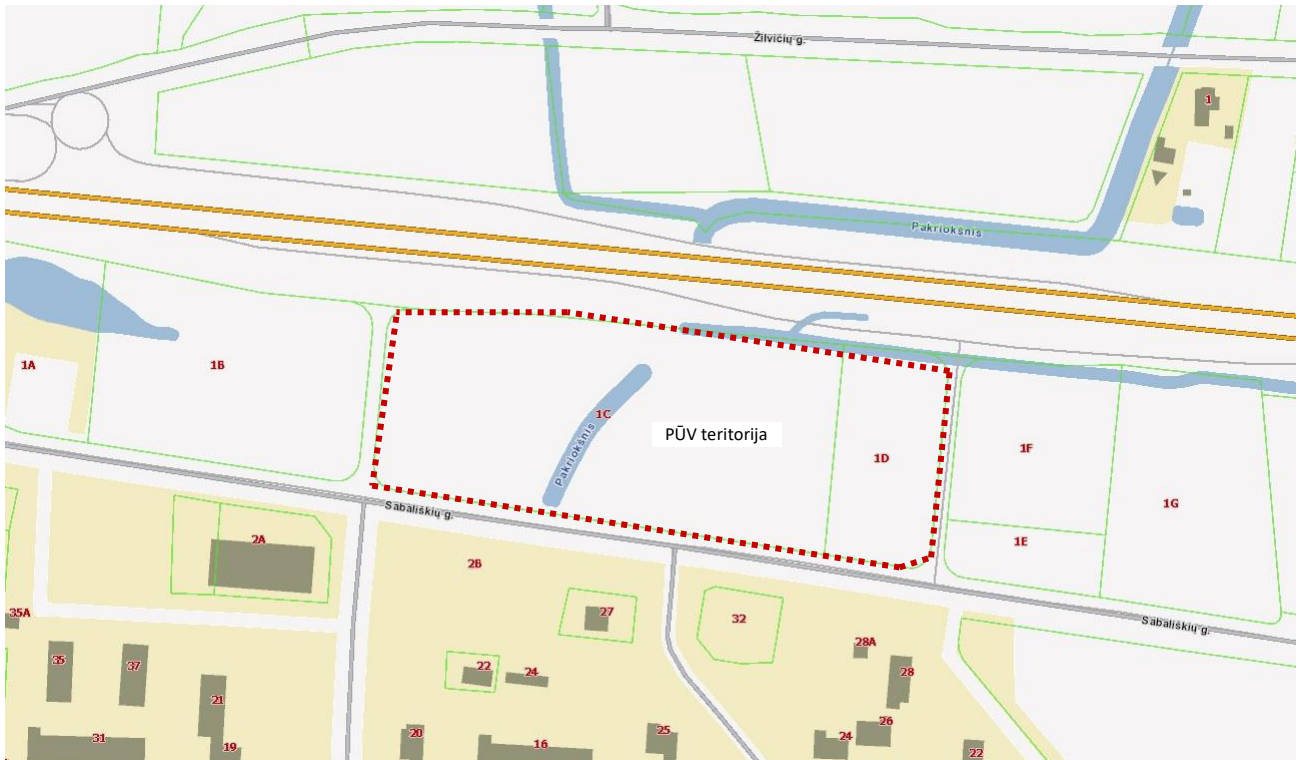 Žilvičių g.
1
Pakriokšnis
1A
1B
1C
Pakriokšnis
PŪV teritorija
1D
1F
1G
1E
Sabališkių g.
Sabališkių g.
2A
2B
27
32
28A
35A
35
37
22
24
28
21
20
25
26
24
31
19
16
22